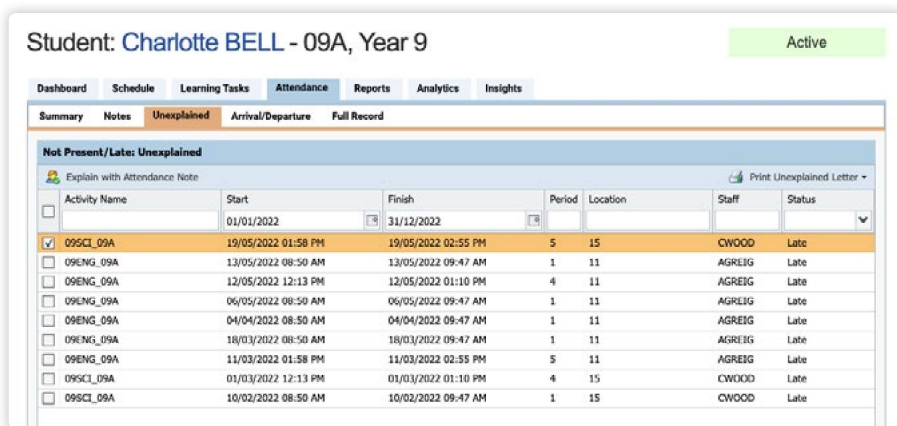 Student: Charlotte BELL - 09A, Year 9 Active
Dashboard Schedule Learning Tasks Attendance Reports Analytics Insights
Summary Notes Unexplained Arrival/Departure Full Record
Not Present/Late: Unexplained
Explain with Attendance Note Print Unexplained Letter
Activity Name Start Finish Period Location Staff Status
01/01/2022 31/12/2022
09SCI_09A 19/05/2022 01:58 PM 19/05/2022 02:55 PM 5 15 CWOOD Late
09ENG_09A 13/05/2022 08:50 AM 13/05/2022 09:47 AM 1 11 AGREIG Late
09ENG_09A 12/05/2022 12:13 PM 12/05/2022 01:10 PM 4 11 AGREIG Late
09ENG_09A 06/05/2022 08:50 AM 06/05/2022 09:47 AM 1 11 AGREIG Late
09ENG_09A 04/04/2022 08:50 AM 04/04/2022 09:47 AM 1 11 AGREIG Late
09ENG_09A 18/03/2022 08:50 AM 18/03/2022 09:47 AM 1 11 AGREIG Late
09ENG_09A 11/03/2022 01:58 PM 11/03/2022 02:55 PM 5 11 AGREIG Late
09SCI_09A 01/03/2022 12:13 PM 01/03/2022 01:10 PM 4 15 CWOOD Late
09SCI_09A 10/02/2022 08:50 AM 10/02/2022 09:47 AM 1 15 CWOOD Late